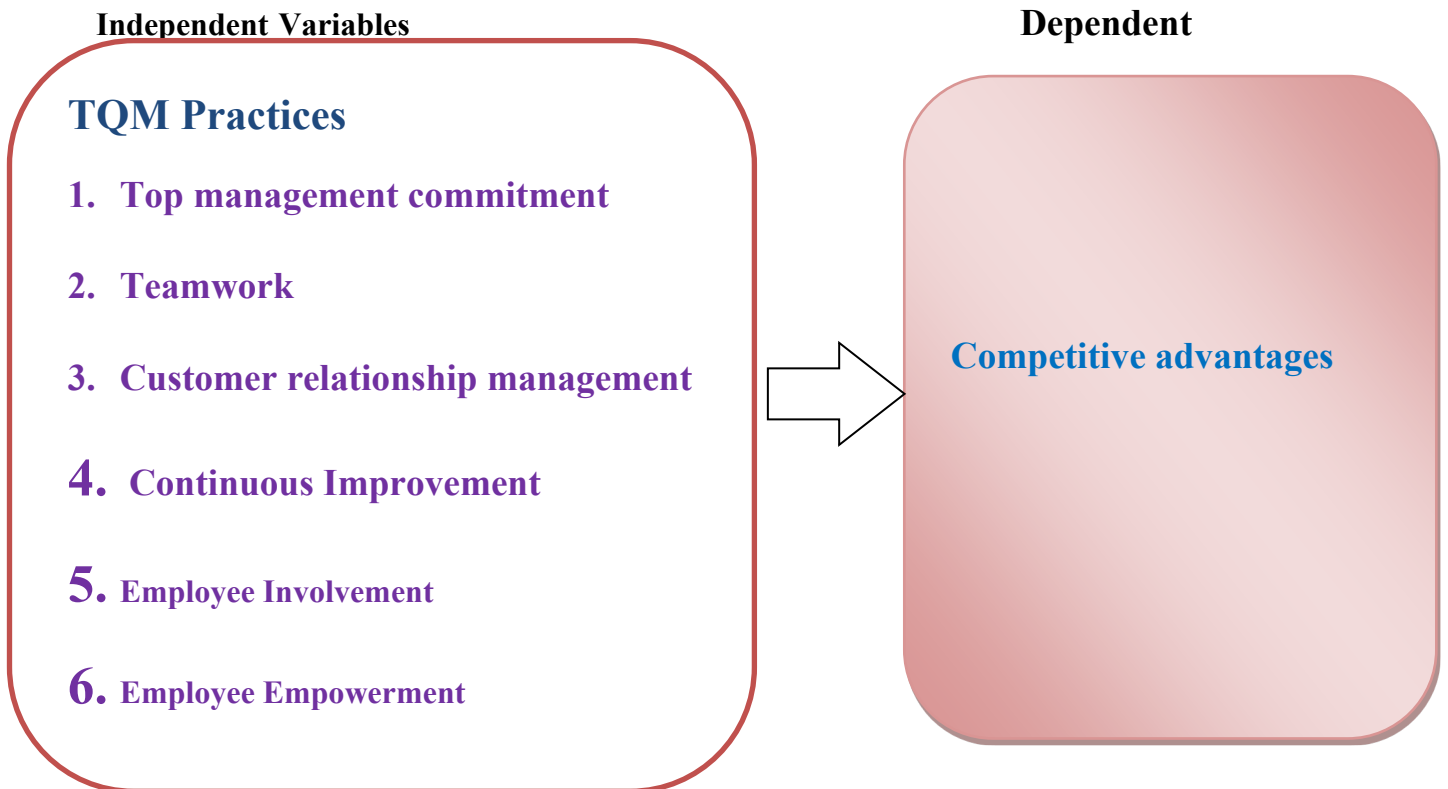 Independent Variables
Dependent
TQM Practices
1. Top management commitment
2. Teamwork
3. Customer relationship management
4. Continuous Improvement
5. Employee Involvement
6. Employee Empowerment
Competitive advantages